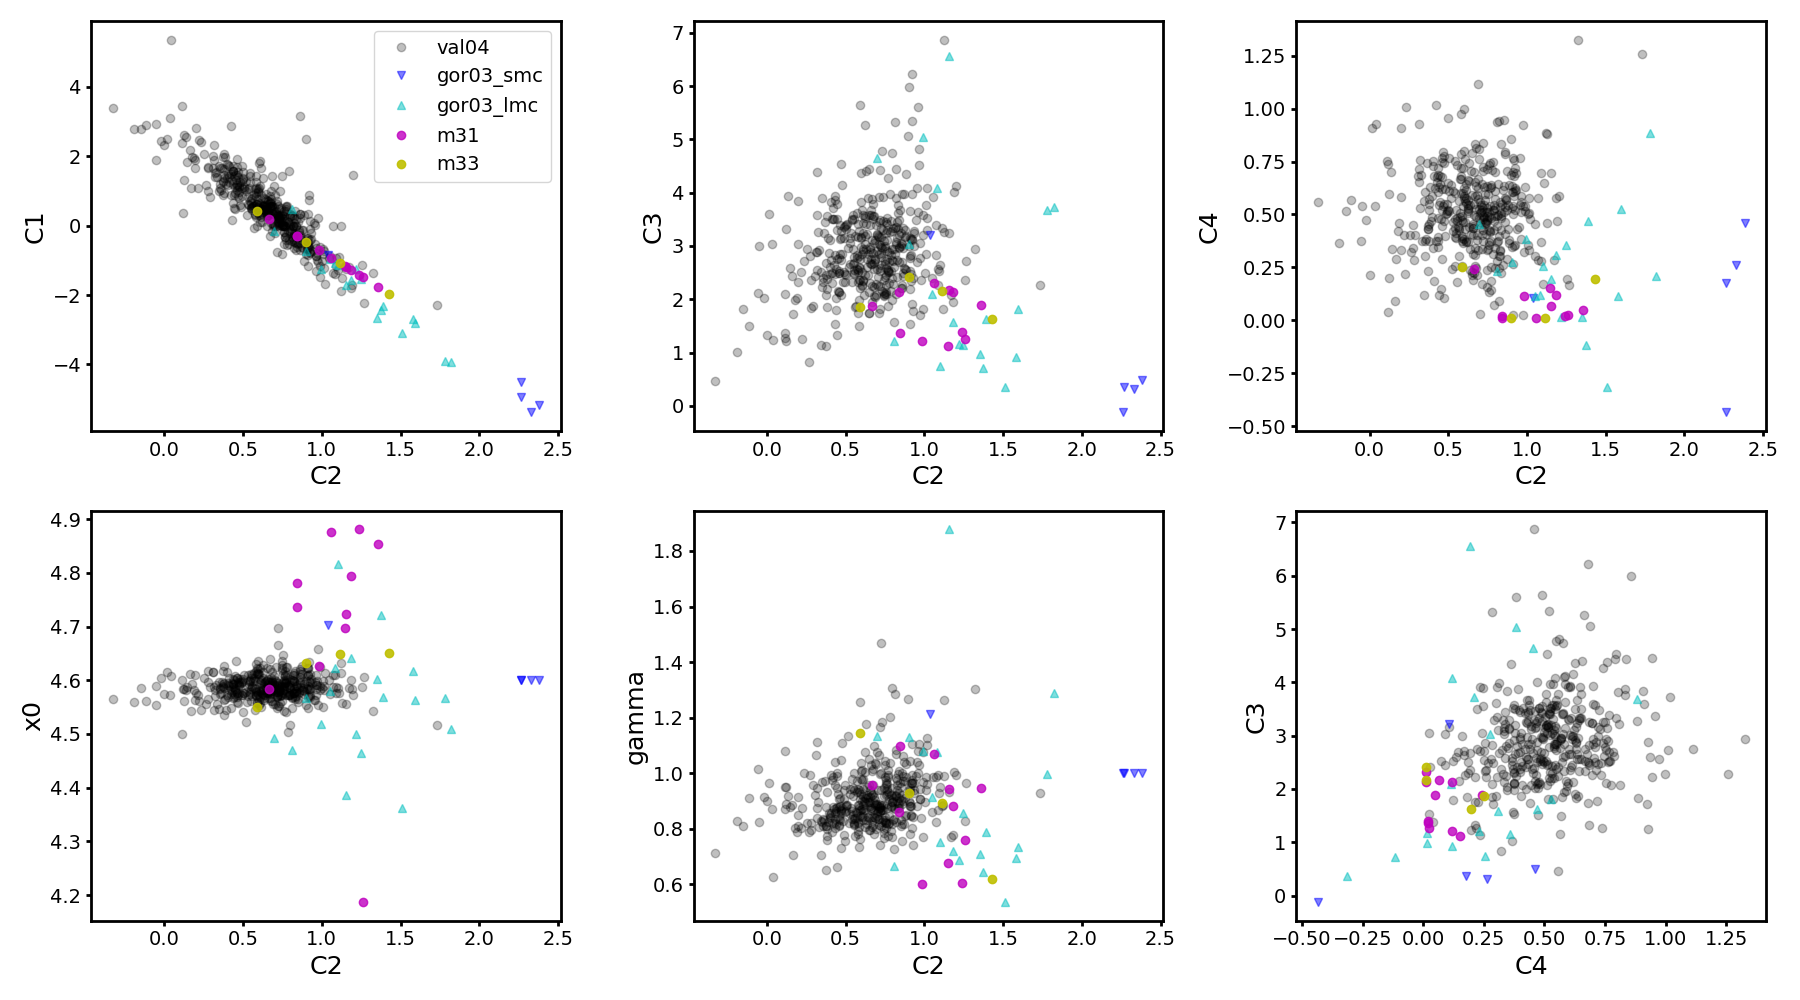 C1
4
2
0
−2
−4
0.0 0.5 1.0 1.5 2.0 2.5
C2
val04
gor03_smc
gor03_lmc
m31
m33
C3
7
6
5
4
3
2
1
0
0.0 0.5 1.0 1.5 2.0 2.5
C2
C4
1.25
1.00
0.75
0.50
0.25
0.00
−0.25
−0.50
0.0 0.5 1.0 1.5 2.0 2.5
C2
x0
4.9
4.8
4.7
4.6
4.5
4.4
4.3
4.2
0.0 0.5 1.0 1.5 2.0 2.5
C2
gamma
1.8
1.6
1.4
1.2
1.0
0.8
0.6
0.0 0.5 1.0 1.5 2.0 2.5
C2
C3
7
6
5
4
3
2
1
0
−0.50 −0.25 0.00 0.25 0.50 0.75 1.00 1.25
C4